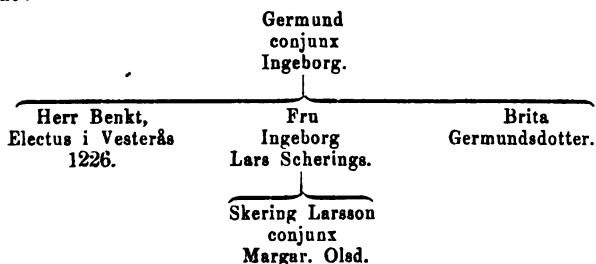 Germund
conjunx
Ingeborg.
Herr Benkt,
Electus i Vesterås
1226.
Fru
Ingeborg
Lars Scherings.
Brita
Germundsdotter.
Skering Larsson
conjunx
Margar. Olsd.